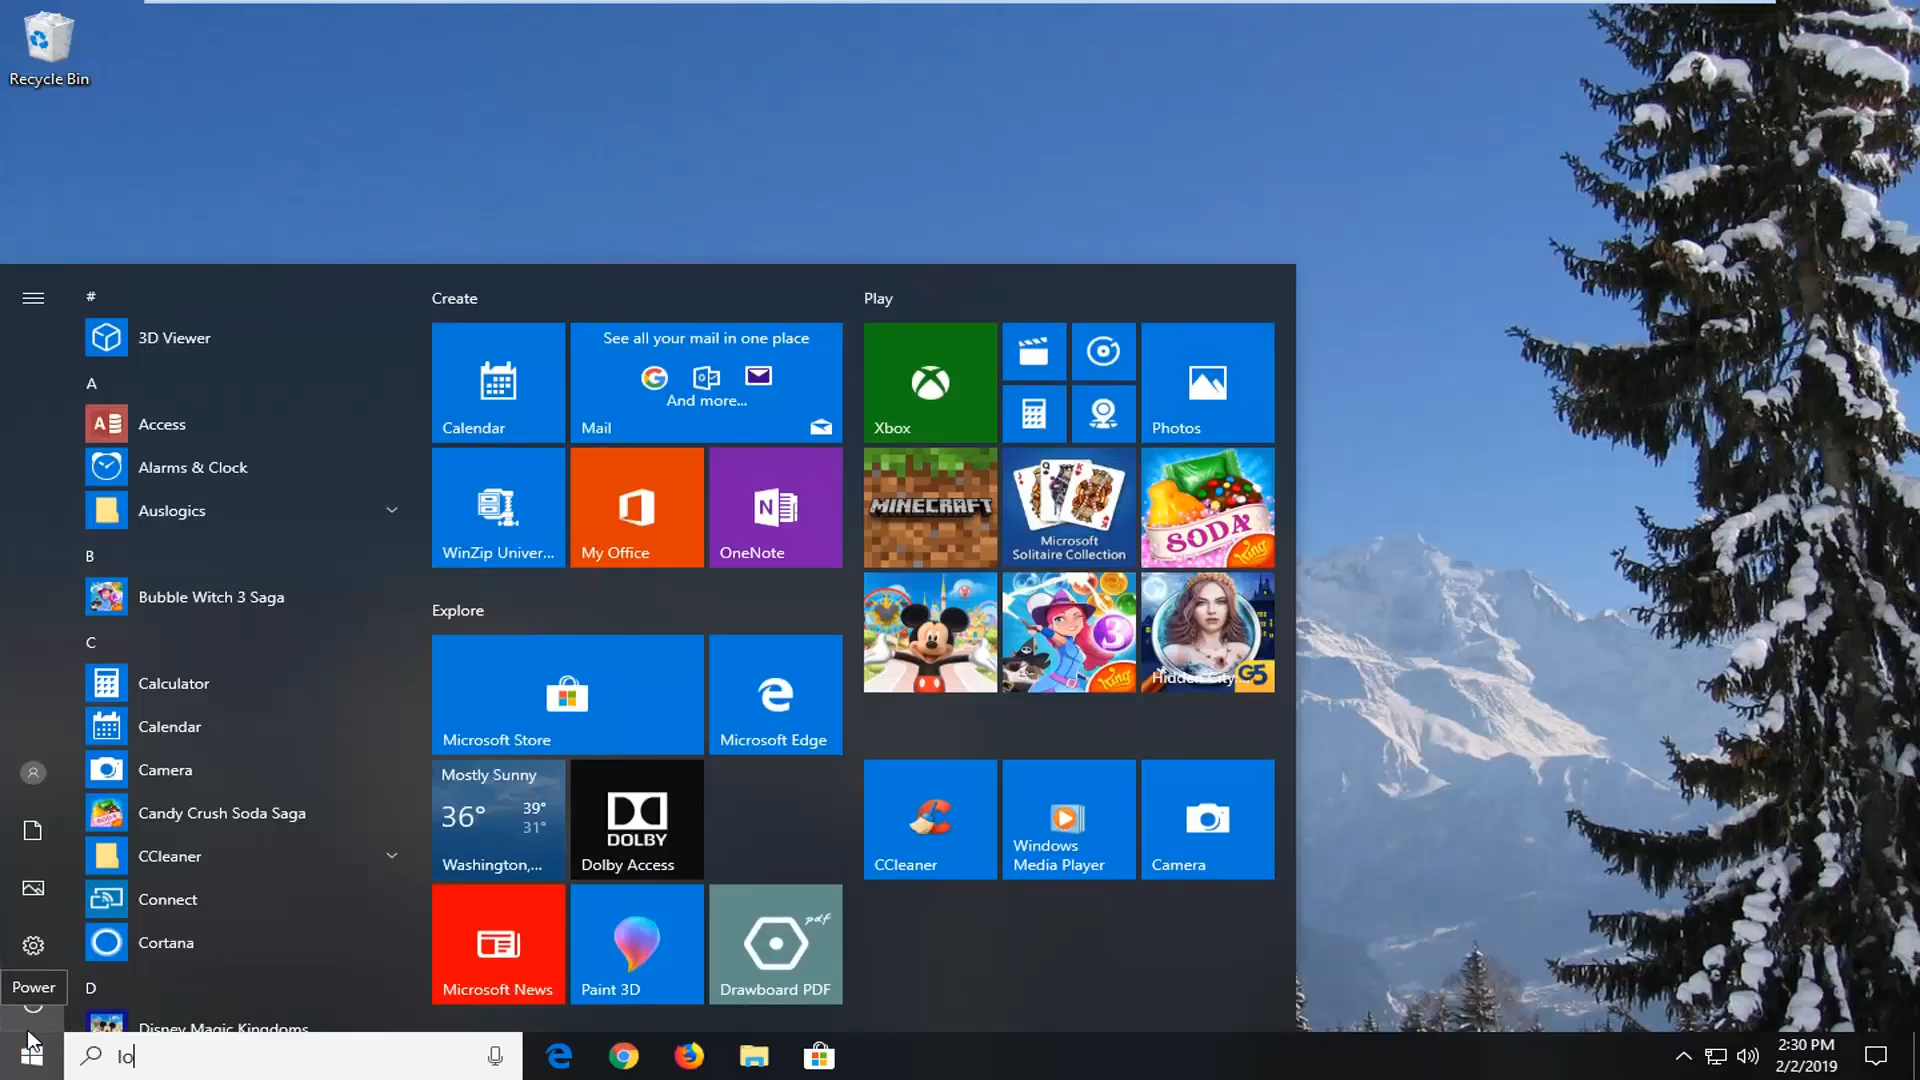 Recycle Bin
#
3D Viewer
A
Access
Alarms & Clock
Auslogics
B
Bubble Witch 3 Saga
C
Calculator
Calendar
Camera
Candy Crush Soda Saga
CCleaner
Connect
Cortana
D
Disney Magic Kingdoms
Power
Create
Calendar
See all your mail in one place
And more...
Mail
WinZip Univer...
My Office
N
OneNote
Explore
Microsoft Store
Microsoft Edge
Mostly Sunny
36°
39°
31°
Washington,...
DOLBY
Dolby Access
Microsoft News
Paint 3D
pdf
Drawboard PDF
Play
Xbox
Photos
MINECRAFT
Microsoft
Solitaire Collection
SODA
King
3
King
Hidden City:...
G5
CCleaner
Windows
Media Player
Camera
lo
2:30 PM
2/2/2019